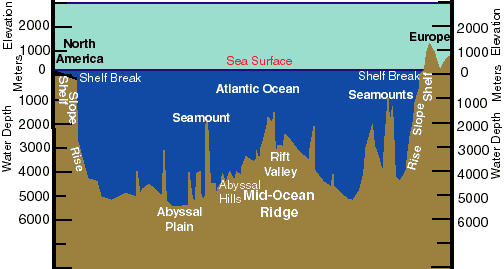 Elevation
Meters
Water Depth
2000
1000
0
1000
2000
3000
4000
5000
6000
North
America
Shelf Break
Shelf
Slope
Rise
Sea Surface
Atlantic Ocean
Seamount
Abyssal
Plain
Abyssal
Hills
Mid-Ocean
Ridge
Rift
Valley
Seamounts
Shelf Break
Europe
Shelf
Slope
Rise
3000
2000
1000
0
1000
2000
3000
4000
5000
6000
Elevation
Meters
Water Depth